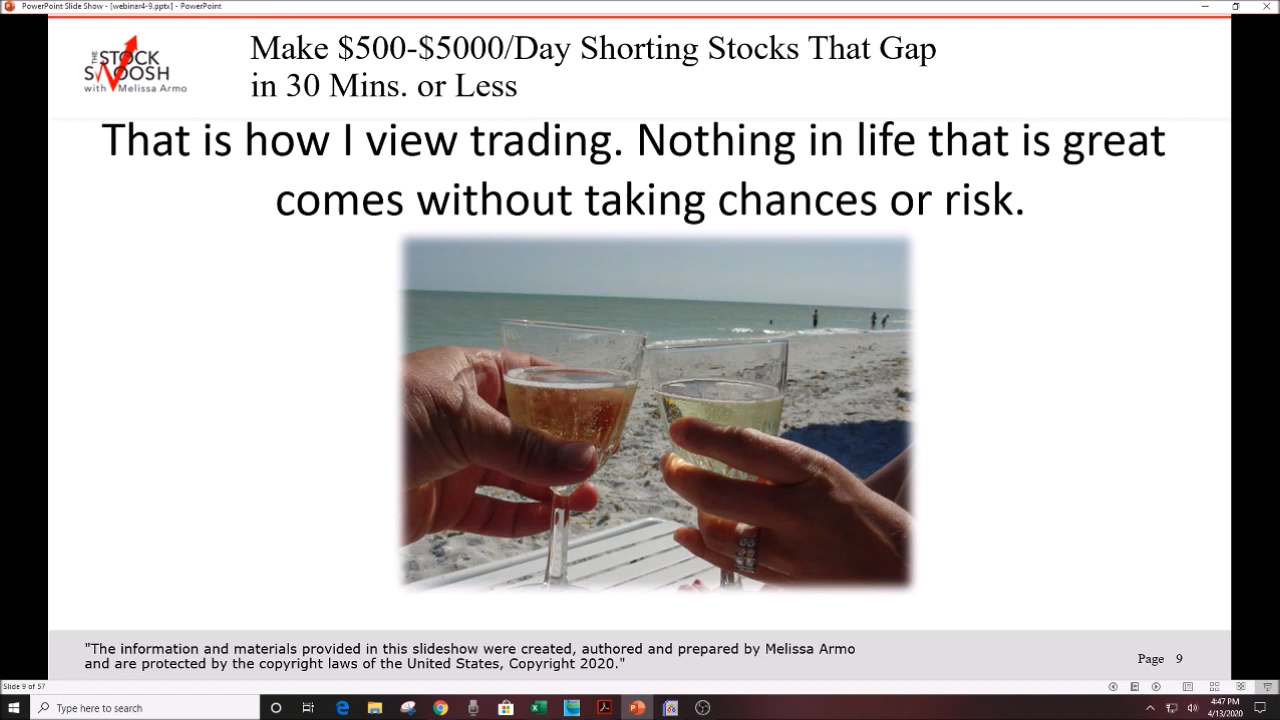 PowerPoint Slide Show - [webinar4-9.pptx] - PowerPoint
THE
STOCK
SWOOSH
with Melissa Armo
Make $500-$5000/Day Shorting Stocks That Gap
in 30 Mins. or Less
That is how I view trading. Nothing in life that is great
comes without taking chances or risk.
"The information and materials provided in this slideshow were created, authored and prepared by Melissa Armo
and are protected by the copyright laws of the United States, Copyright 2020."
Page 9
Slide 9 of 57
Type here to search
4:47 PM
4/13/2020